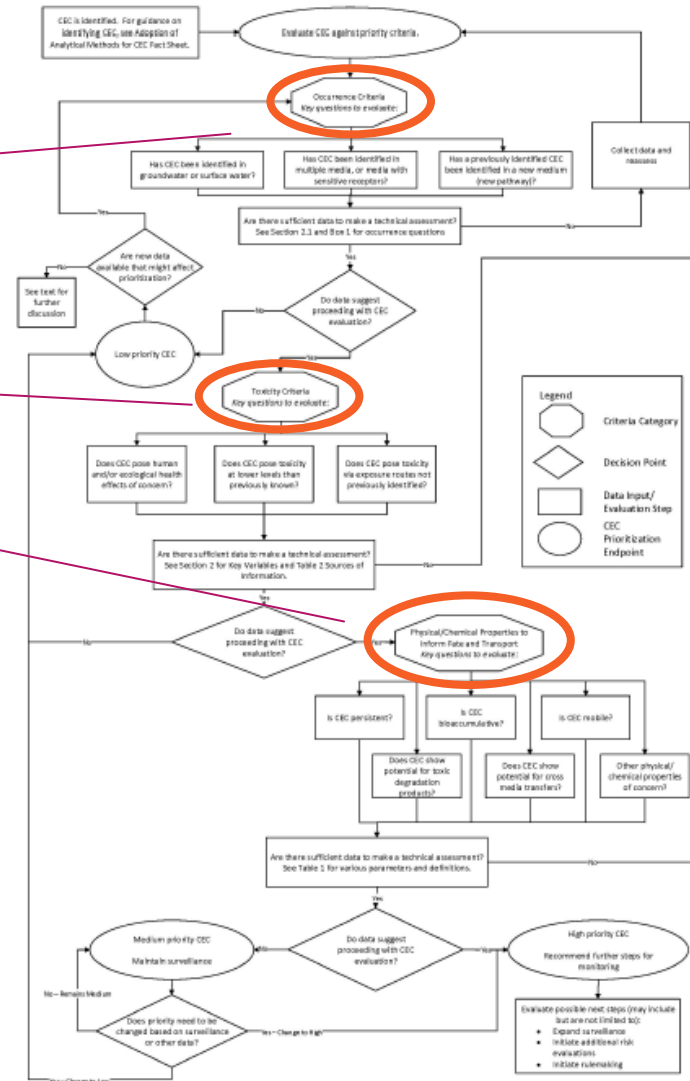 CEC is identified. For guidance on
identifying CEC, see Adoption of
Analytical Methods for CEC Fact Sheet.
Evaluate CEC against priority criteria.
Occurrence Criteria
Key questions to evaluate:
Collect data and
reassess
Has CEC been identified in
groundwater or surface water?
Has CEC been identified in
multiple media, or media with
sensitive receptors?
Has a previously identified CEC
been identified in a new medium
(new pathway)?
Yes
Are there sufficient data to make a technical assessment?
See Section 2.1 and Box 1 for occurrence questions
No
Yes
Are new data
available that might affect
prioritization?
No
See text for
further
discussion
Do data suggest
proceeding with CEC
evaluation?
No
Low priority CEC
Yes
Toxicity Criteria
Key questions to evaluate:
Legend
Criteria Category
Decision Point
Data Input/
Evaluation Step
CEC
Prioritization
Endpoint
Does CEC pose human
and/or ecological health
effects of concern?
Does CEC pose toxicity
at lower levels than
previously known?
Does CEC pose toxicity
via exposure routes not
previously identified?
Are there sufficient data to make a technical assessment?
See Section 2 for Key Variables and Table 2 Sources of
Information.
No
Yes
Do data suggest
proceeding with CEC
evaluation?
No
Yes
Physical/Chemical Properties to
Inform Fate and Transport
Key questions to evaluate:
Is CEC persistent?
Is CEC
bioaccumulative?
Is CEC mobile?
Does CEC show
potential for toxic
degradation
products?
Does CEC show
potential for cross
media transfers?
Other physical/
chemical properties
of concern?
Are there sufficient data to make a technical assessment?
See Table 1 for various parameters and definitions.
No
Yes
Medium priority CEC
Maintain surveillance
No
Do data suggest
proceeding with CEC
evaluation?
Yes
High priority CEC
Recommend further steps for
monitoring
No – Remains Medium
Does priority need to be
changed based on surveillance
or other data?
Yes – Change to High
Evaluate possible next steps (may include
but are not limited to):
• Expand surveillance
• Initiate additional risk
evaluations
• Initiate rulemaking